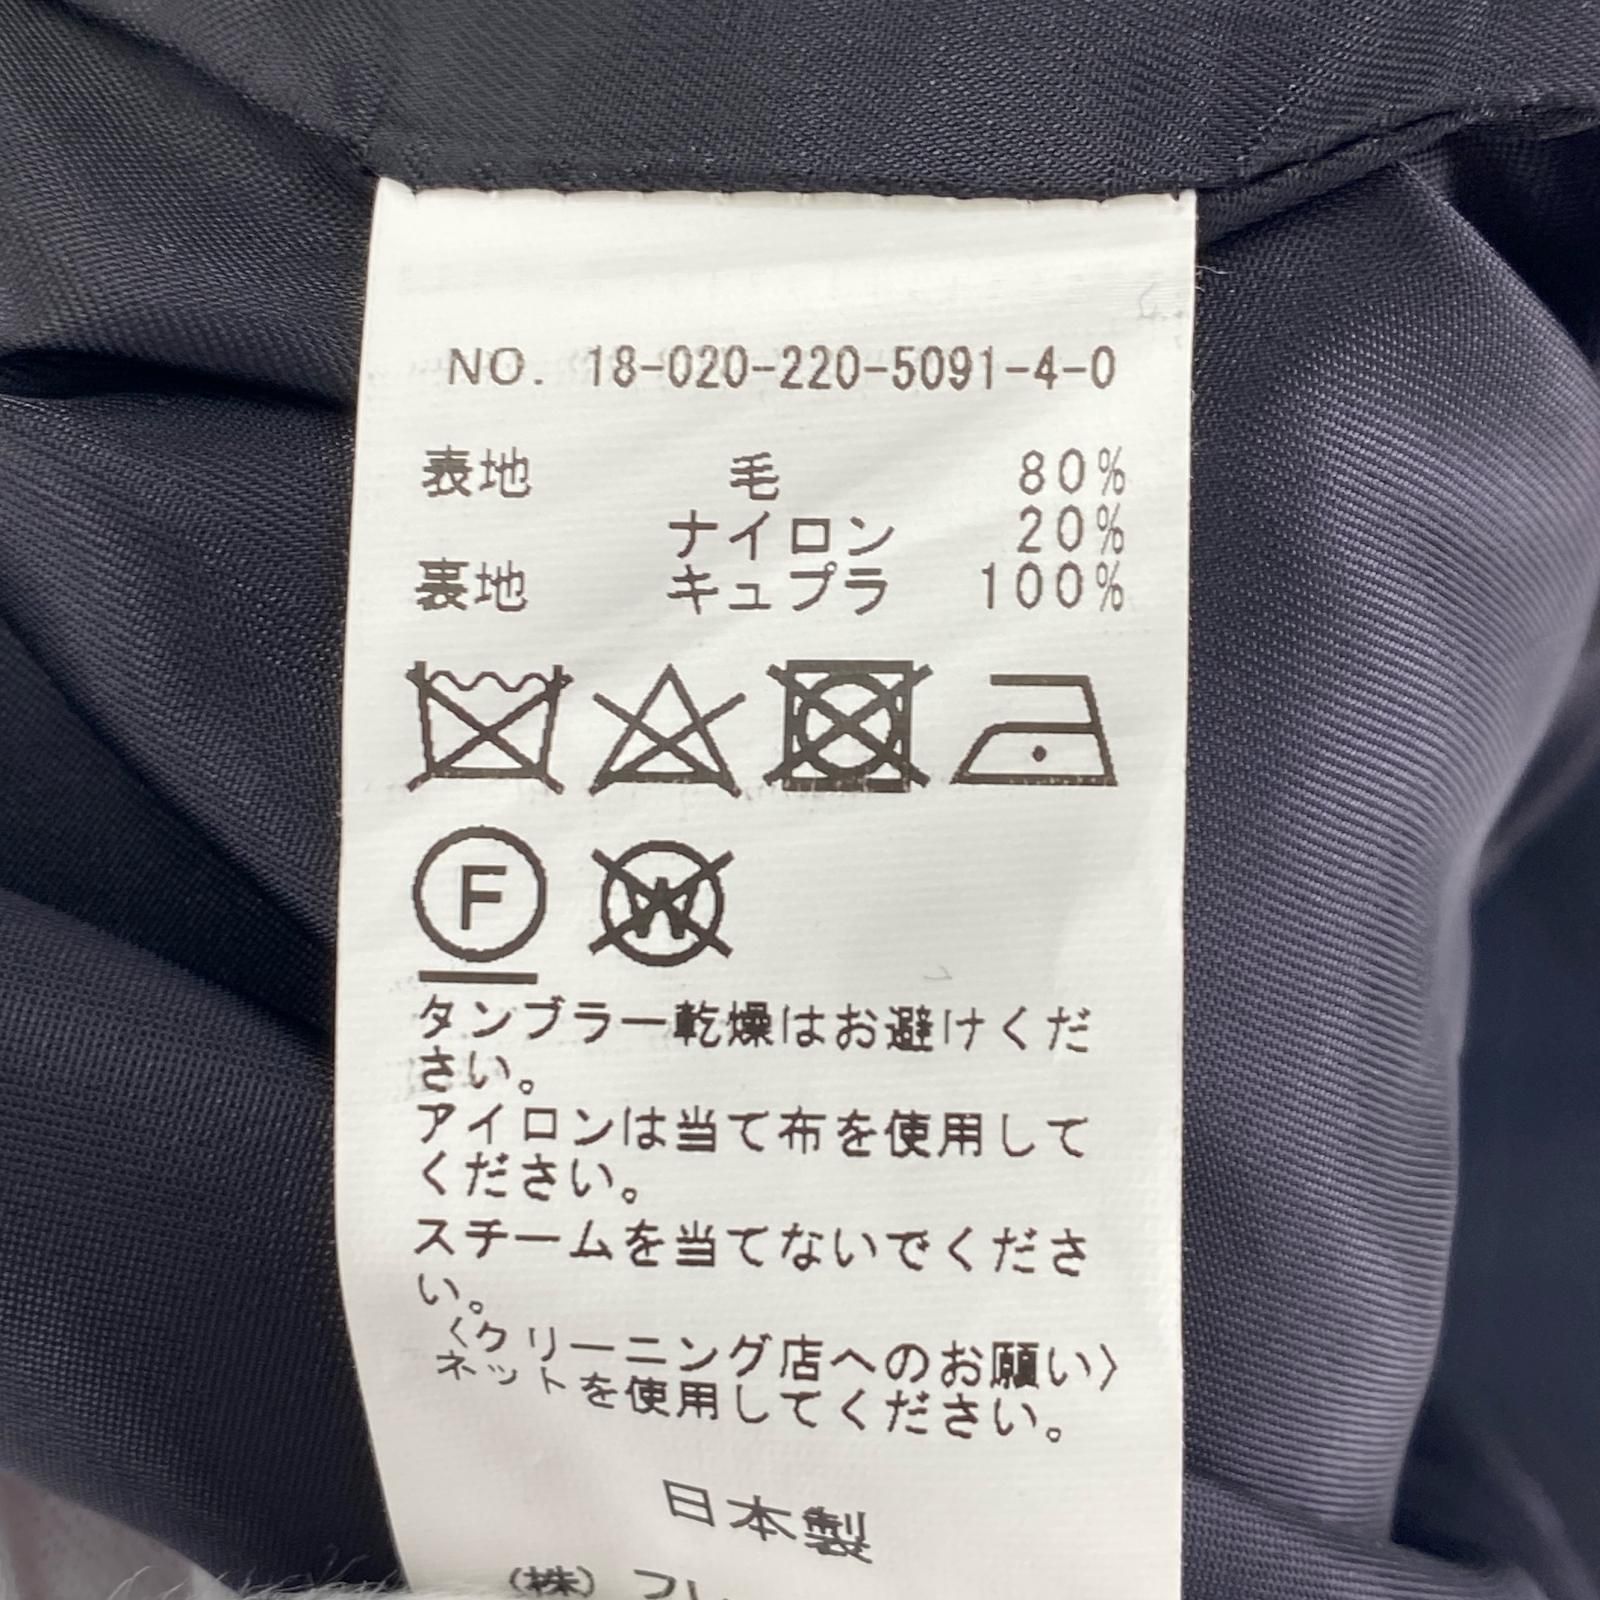 NO. 18-020-220-5091-4-0
表地 毛 80%
ナイロン 20%
裏地 キュプラ 100%
F W
タンブラー乾燥はお避けくだ
さい。
アイロンは当て布を使用して
ください。
スチームを当てないでくださ
い。
〈クリーニング店へのお願い〉
ネットを使用してください。
日本製
(株)フレ